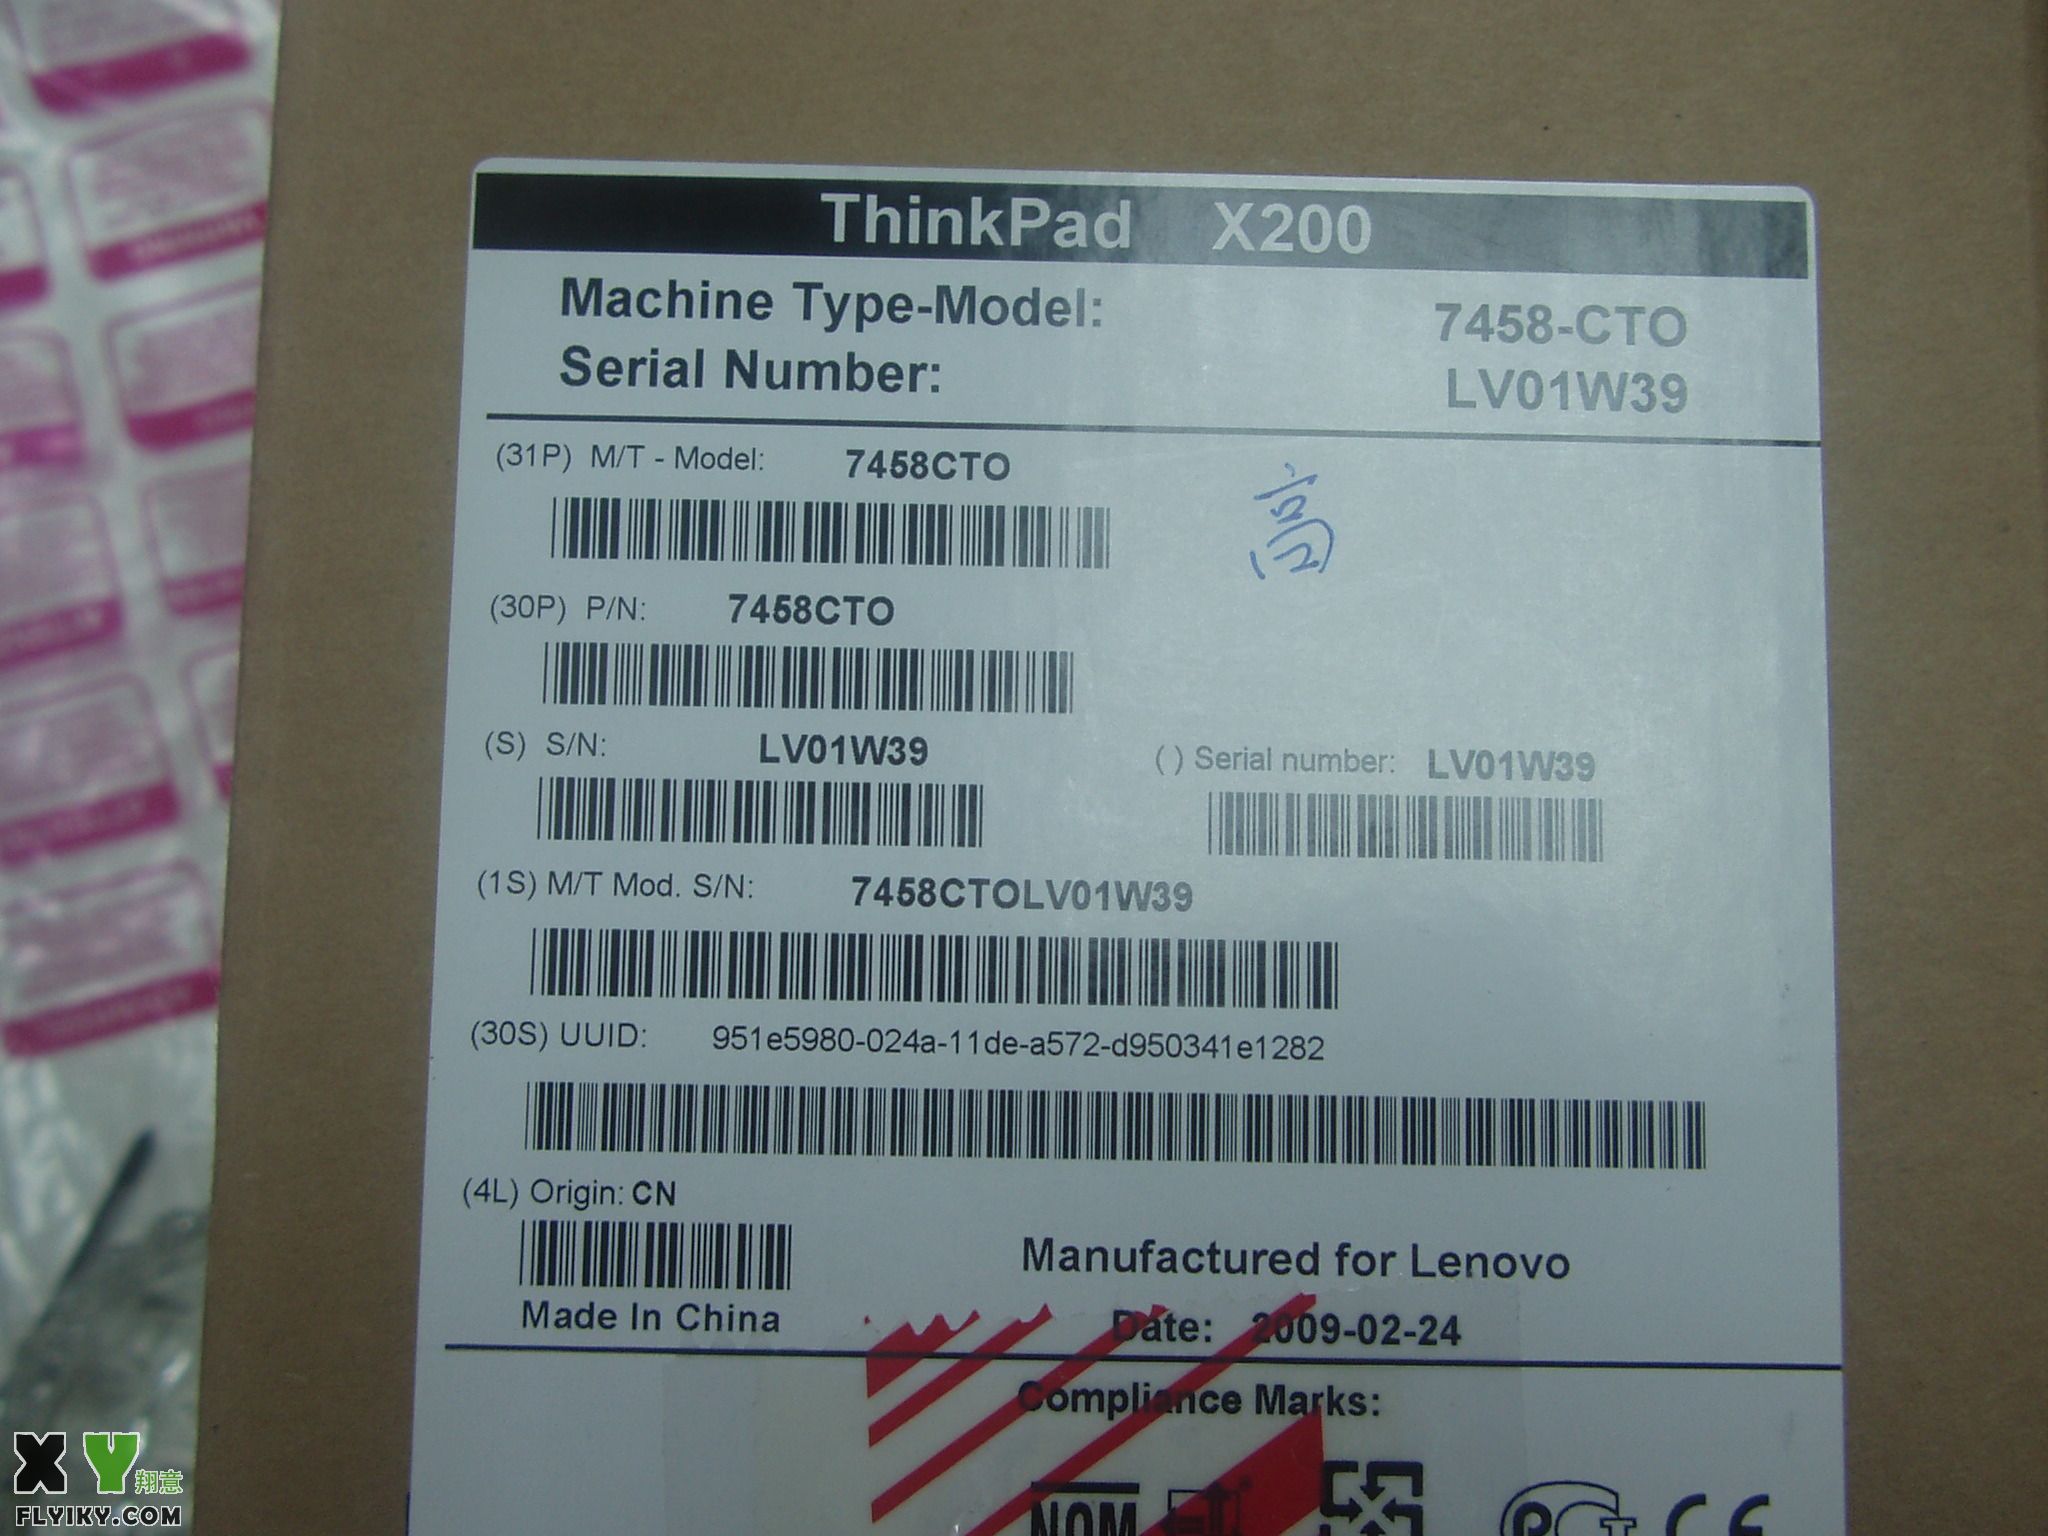 ThinkPad X200
Machine Type-Model: 7458-CTO
Serial Number: LV01W39
(31P) M/T - Model: 7458CTO
高
(30P) P/N: 7458CTO
(S) S/N: LV01W39
( ) Serial number: LV01W39
(1S) M/T Mod. S/N: 7458CTOLV01W39
(30S) UUID: 951e5980-024a-11de-a572-d950341e1282
(4L) Origin: CN
Made In China
Manufactured for Lenovo
Date: 2009-02-24
Compliance Marks:
NOM
CE
XY翔意
FLYIKY.COM